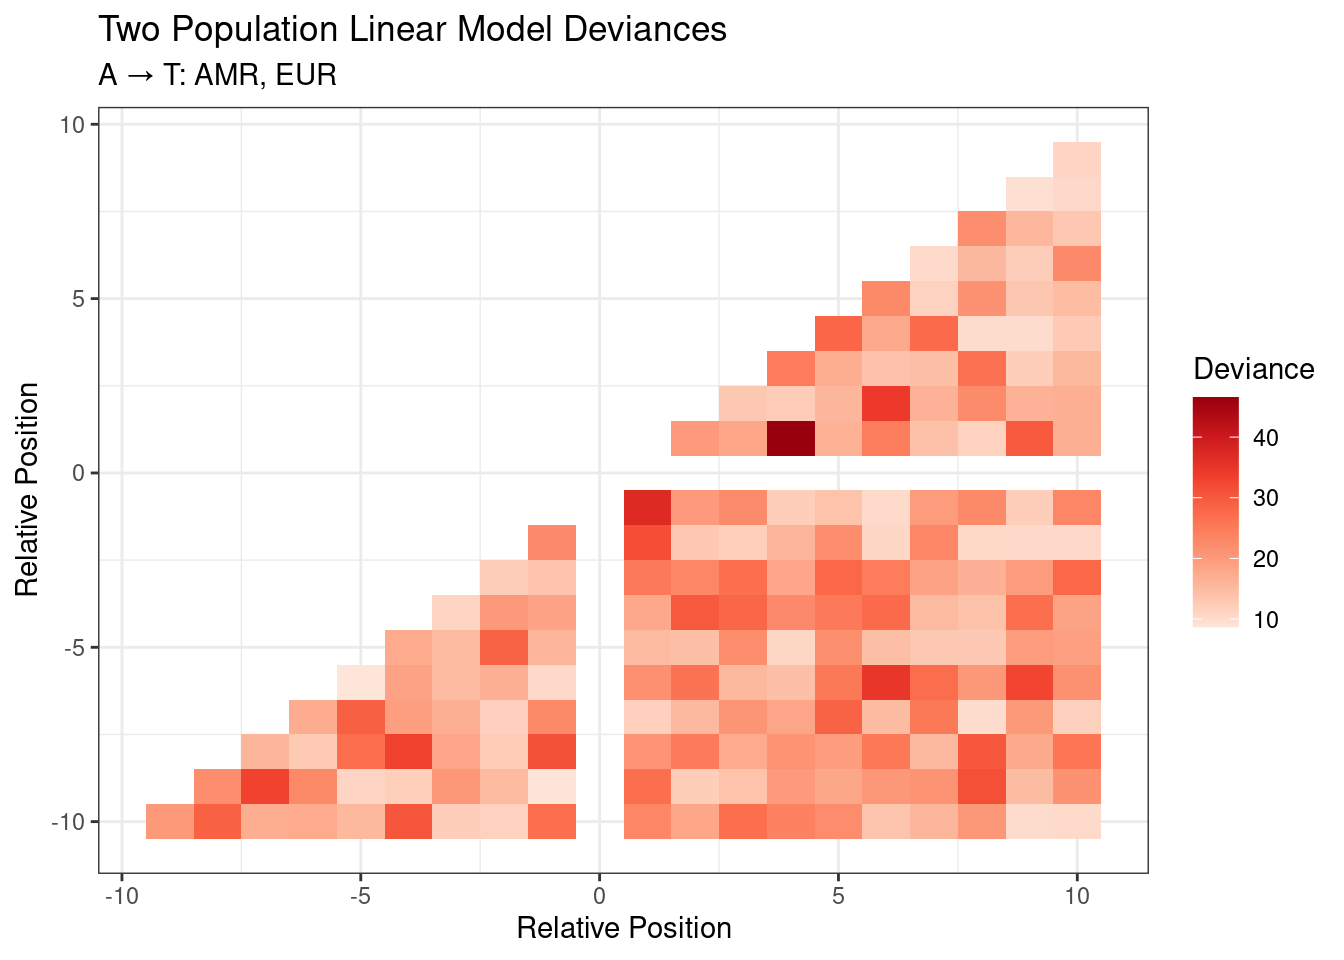 Two Population Linear Model Deviances
A → T: AMR, EUR
10
5
0
-5
-10
Relative Position
-10
-5
0
5
10
Relative Position
Deviance
40
30
20
10